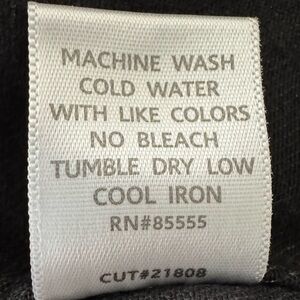 MACHINE WASH
COLD WATER
WITH LIKE COLORS
NO BLEACH
TUMBLE DRY LOW
COOL IRON
RN#85555
CUT#21808